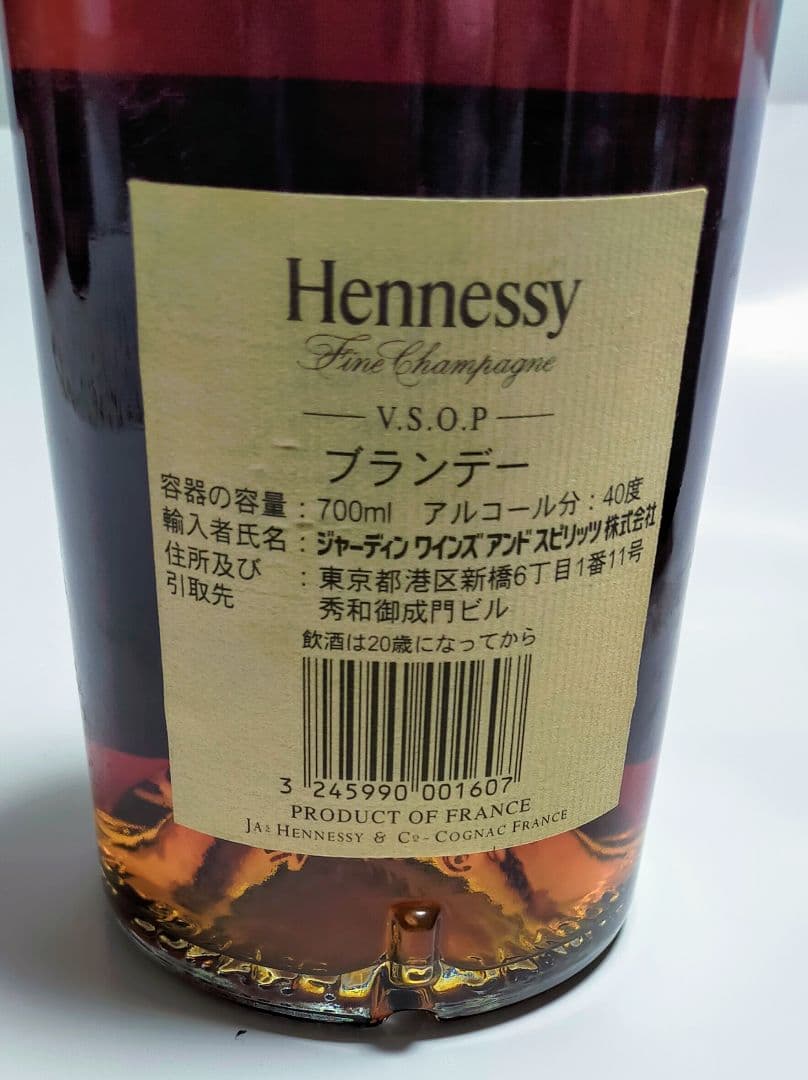 Hennessy
Fine Champagne
V.S.O.P
ブランデー
容器の容量 : 700ml アルコール分 : 40度
輸入者氏名 : ジャーディン ワインズ アンド スピリッツ 株式会社
住所及び : 東京都港区新橋6丁目1番11号
引取先 秀和御成門ビル
飲酒は20歳になってから
3 245990 001607
PRODUCT OF FRANCE
JAs HENNESSY & Co - COGNAC FRANCE